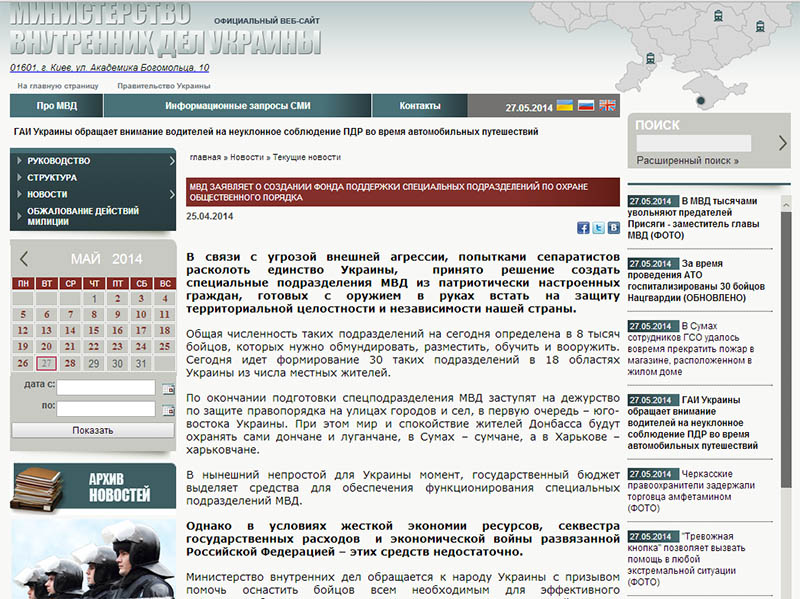 МИНИСТЕРСТВО
ОФИЦИАЛЬНЫЙ ВЕБ-САЙТ
ВНУТРЕННИХ ДЕЛ УКРАИНЫ
01601, г. Киев, ул. Академика Богомольца, 10
На главную страницу Правительство Украины
Про МВД Информационные запросы СМИ Контакты 27.05.2014
ГАИ Украины обращает внимание водителей на неуклонное соблюдение ПДР во время автомобильных путешествий
РУКОВОДСТВО
СТРУКТУРА
НОВОСТИ
ОБЖАЛОВАНИЕ ДЕЙСТВИЙ
МИЛИЦИИ
МАЙ 2014
ПН ВТ СР ЧТ ПТ СБ ВС
1 2 3 4
5 6 7 8 9 10 11
12 13 14 15 16 17 18
19 20 21 22 23 24 25
26 27 28 29 30 31
дата с:
по:
Показать
АРХИВ
НОВОСТЕЙ
главная » Новости » Текущие новости
МВД ЗАЯВЛЯЕТ О СОЗДАНИИ ФОНДА ПОДДЕРЖКИ СПЕЦИАЛЬНЫХ ПОДРАЗДЕЛЕНИЙ ПО ОХРАНЕ
ОБЩЕСТВЕННОГО ПОРЯДКА
25.04.2014
В связи с угрозой внешней агрессии, попытками сепаратистов
расколоть единство Украины, принято решение создать
специальные подразделения МВД из патриотически настроенных
граждан, готовых с оружием в руках встать на защиту
территориальной целостности и независимости нашей страны.
Общая численность таких подразделений на сегодня определена в 8 тысяч
бойцов, которых нужно обмундировать, разместить, обучить и вооружить.
Сегодня идет формирование 30 таких подразделений в 18 областях
Украины из числа местных жителей.
По окончании подготовки спецподразделения МВД заступят на дежурство
по защите правопорядка на улицах городов и сел, в первую очередь – юго-
востока Украины. При этом мир и спокойствие жителей Донбасса будут
охранять сами дончане и луганчане, в Сумах – сумчане, а в Харькове –
харьковчане.
В нынешний непростой для Украины момент, государственный бюджет
выделяет средства для обеспечения функционирования специальных
подразделений МВД.
Однако в условиях жесткой экономии ресурсов, секвестра
государственных расходов и экономической войны развязанной
Российской Федерацией – этих средств недостаточно.
Министерство внутренних дел обращается к народу Украины с призывом
помочь оснастить бойцов всем необходимым для эффективного
ПОИСК
Расширенный поиск »
27.05.2014 В МВД тысячами
увольняют предателей
Присяги - заместитель главы
МВД (ФОТО)
27.05.2014 За время
проведения АТО
госпитализированы 30 бойцов
Нацгвардии (ОБНОВЛЕНО)
27.05.2014 В Сумах
сотрудников ГСО удалось
вовремя прекратить пожар в
магазине, расположенном в
жилом доме
27.05.2014 ГАИ Украины
обращает внимание
водителей на неуклонное
соблюдение ПДР во время
автомобильных путешествий
27.05.2014 Черкасские
правоохранители задержали
торговца амфетамином
(ФОТО)
27.05.2014 "Тревожная
кнопка" позволяет вызвать
помощь в любой
экстремальной ситуации
(ФОТО)